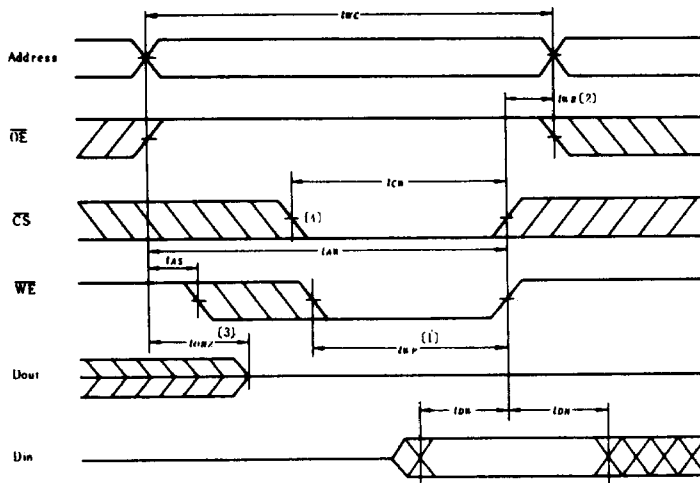 tWC
Address
tWR (2)
OE
tCW
CS
(4)
tAW
tAS
WE
(3)
tOHZ
(1)
tWP
Dout
tDW
tDH
Din